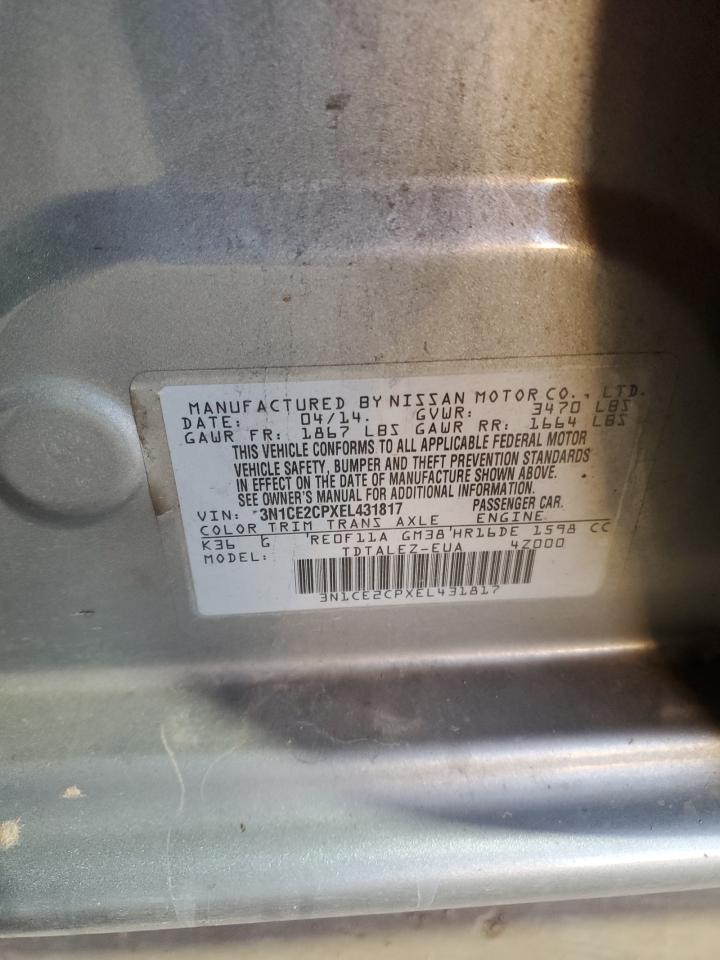 MANUFACTURED BY NISSAN MOTOR CO., LTD.
DATE: 04/14. GVWR: 3470 LBS
GAWR FR: 1867 LBS GAWR RR: 1664 LBS
THIS VEHICLE CONFORMS TO ALL APPLICABLE FEDERAL MOTOR
VEHICLE SAFETY, BUMPER AND THEFT PREVENTION STANDARDS
IN EFFECT ON THE DATE OF MANUFACTURE SHOWN ABOVE.
SEE OWNER'S MANUAL FOR ADDITIONAL INFORMATION.
VIN: 3N1CE2CPXEL431817 PASSENGER CAR.
COLOR TRIM TRANS AXLE ENGINE
K36 G RE0F11A GM38 HR16DE 1598 CC
MODEL: TDTALEZ-EUA 4Z000
3N1CE2CPXEL431817